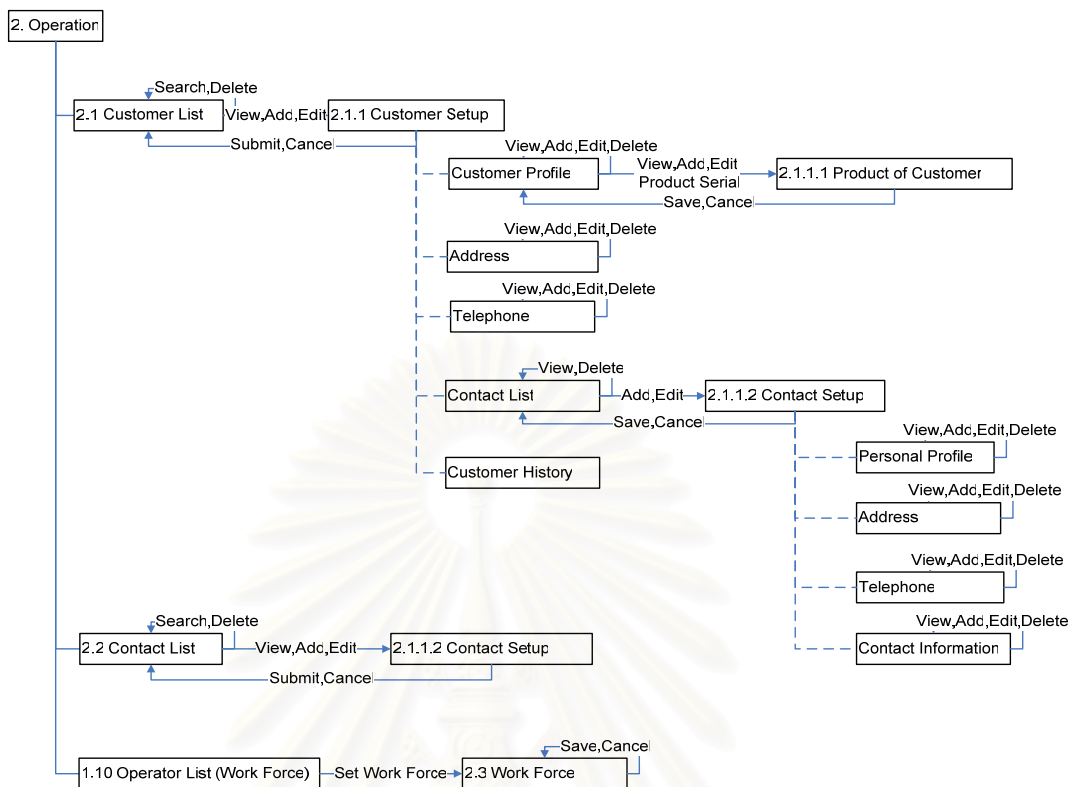 2. Operation
Search,Delete
2.1 Customer List
View,Add,Edit
2.1.1 Customer Setup
Submit,Cancel
View,Add,Edit,Delete
Customer Profile
View,Add,Edit
Product Serial
2.1.1.1 Product of Customer
Save,Cancel
View,Add,Edit,Delete
Address
View,Add,Edit,Delete
Telephone
View,Delete
Contact List
Add,Edit
2.1.1.2 Contact Setup
Save,Cancel
View,Add,Edit,Delete
Personal Profile
Customer History
View,Add,Edit,Delete
Address
View,Add,Edit,Delete
Telephone
View,Add,Edit,Delete
Contact Information
Search,Delete
2.2 Contact List
View,Add,Edit
2.1.1.2 Contact Setup
Submit,Cancel
Save,Cancel
1.10 Operator List (Work Force)
Set Work Force
2.3 Work Force